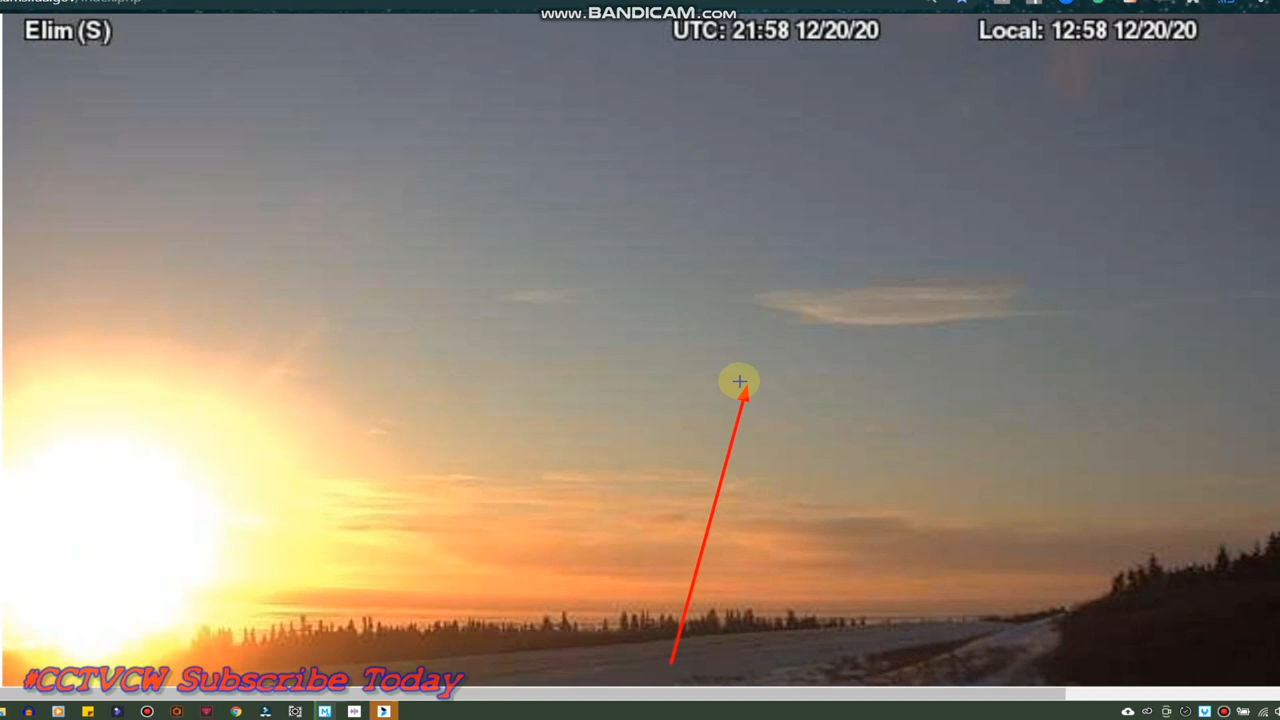 www.BANDICAM.com
Elim (S)
UTC: 21:58 12/20/20
Local: 12:58 12/20/20
#CCTVCW Subscribe Today